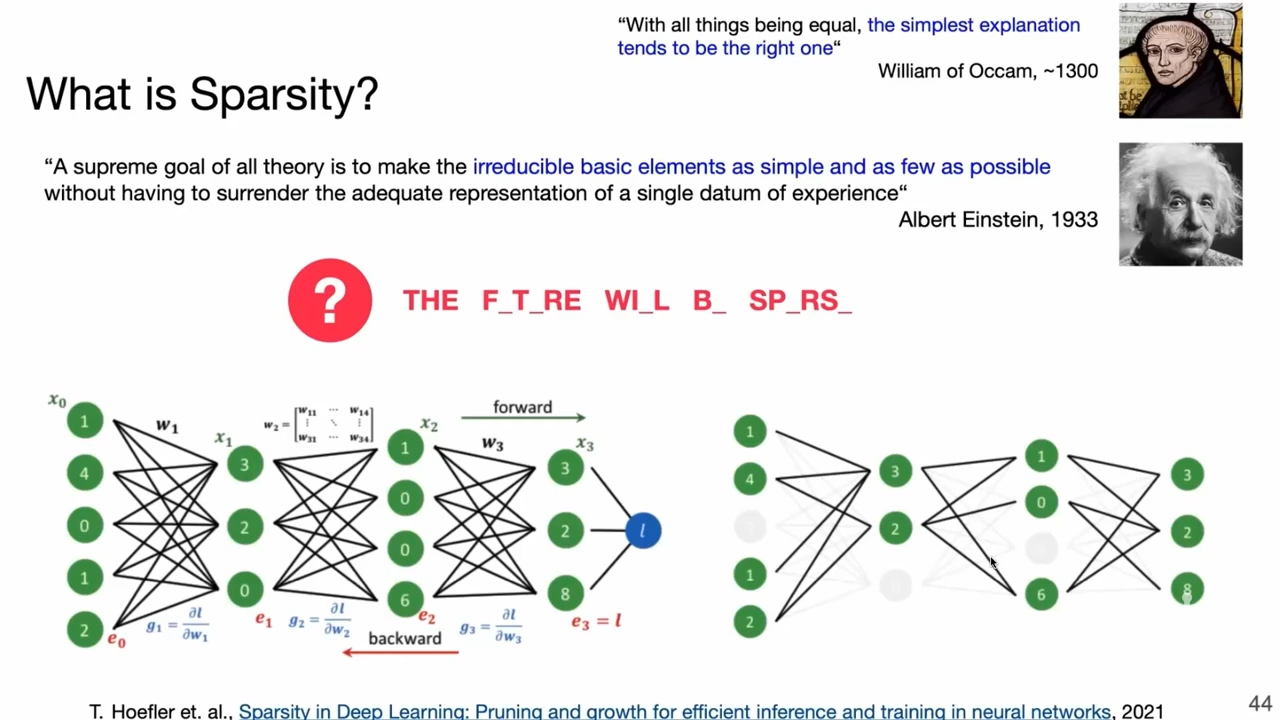 “With all things being equal, the simplest explanation
tends to be the right one“
William of Occam, ~1300
What is Sparsity?
“A supreme goal of all theory is to make the irreducible basic elements as simple and as few as possible
without having to surrender the adequate representation of a single datum of experience“
Albert Einstein, 1933
?
THE F_T_RE WI_L B_ SP_RS_
x₀
1
4
0
1
2
e₀
w₁
g₁ = ∂l/∂w₁
x₁
3
2
0
e₁
w₂ = [w₁₁ ⋯ w₁₄
⋮ ⋱ ⋮
w₃₁ ⋯ w₃₄]
g₂ = ∂l/∂w₂
x₂
1
0
0
6
e₂
forward
w₃
backward
g₃ = ∂l/∂w₃
x₃
3
2
8
e₃ = l
l
1
4
1
2
3
2
1
0
6
3
2
8
T. Hoefler et. al., Sparsity in Deep Learning: Pruning and growth for efficient inference and training in neural networks, 2021
44